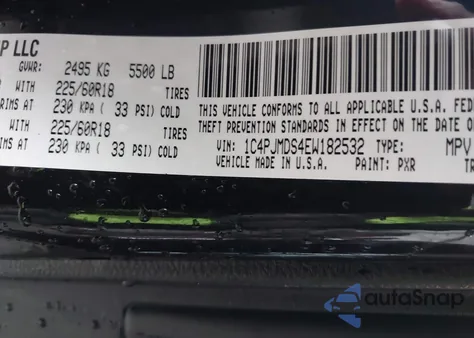 P LLC
GVWR: 2495 KG 5500 LB
WITH 225/60R18 TIRES
RIMS AT 230 KPA ( 33 PSI) COLD
WITH 225/60R18 TIRES
RIMS AT 230 KPA ( 33 PSI) COLD
THIS VEHICLE CONFORMS TO ALL APPLICABLE U.S.A. FED
THEFT PREVENTION STANDARDS IN EFFECT ON THE DATE O
VIN: 1C4PJMDS4EW182532 TYPE: MPV
VEHICLE MADE IN U.S.A. PAINT: PXR
autoSnap